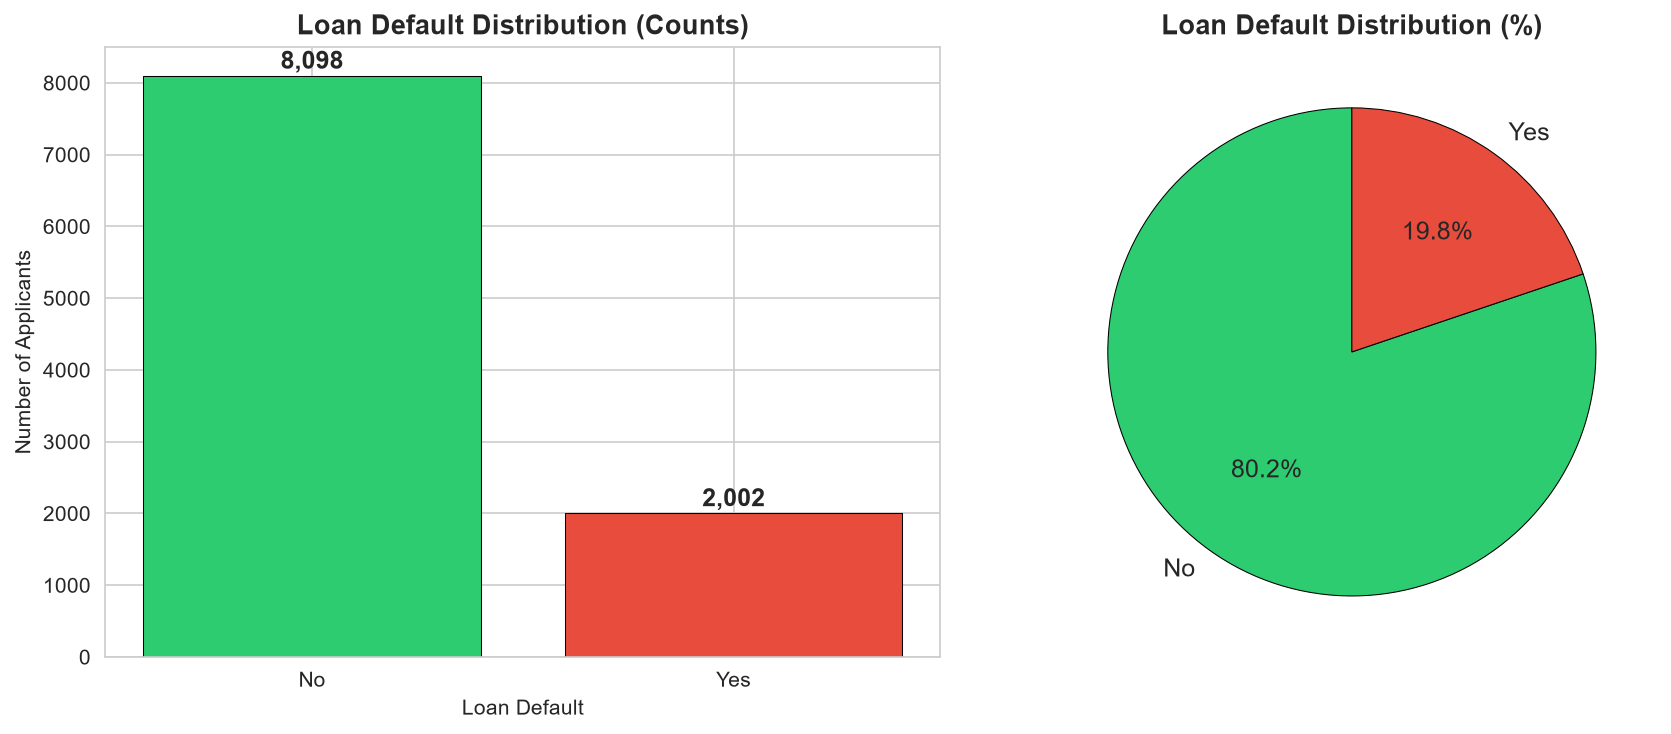 Loan Default Distribution (Counts)
8,098
8000
7000
6000
5000
4000
3000
2000
1000
0
Number of Applicants
2,002
No
Yes
Loan Default
Loan Default Distribution (%)
Yes
19.8%
80.2%
No